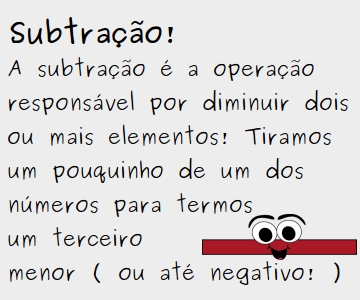 Subtração!
A subtração é a operação
responsável por diminuir dois
ou mais elementos! Tiramos
um pouquinho de um dos
números para termos
um terceiro
menor ( ou até negativo! )